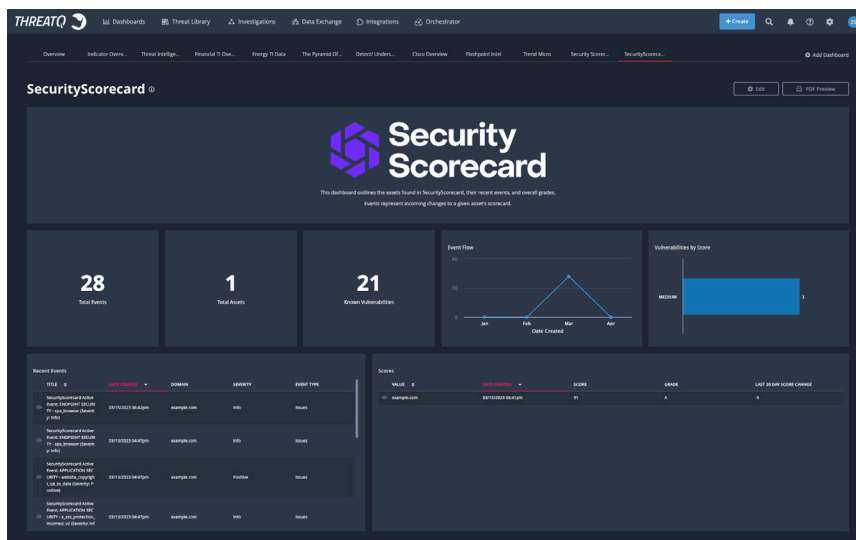 THREATQ
Dashboards
Threat Library
Investigations
Data Exchange
Integrations
Orchestrator
+ Create
Overview
Indicator Overv...
Threat Intellige...
Financial TI Ove...
Energy TI Data
The Pyramid Of...
Detect/ Unders...
Cisco Overview
Flashpoint Intel
Trend Micro
Security Scorec...
SecurityScoreca...
Add Dashboard
SecurityScorecard
Edit
PDF Preview
Security
Scorecard
This dashboard outlines the assets found in SecurityScorecard, their recent events, and overall grades.
Events represent incoming changes to a given asset's scorecard.
28
Total Events
1
Total Assets
21
Known Vulnerabilities
Event Flow
40
20
0
Jan
Feb
Mar
Apr
Date Created
Vulnerabilities by Score
MEDIUM
3
Recent Events
TITLE
DATE CREATED
DOMAIN
SEVERITY
EVENT TYPE
SecurityScorecard Active
Event: ENDPOINT SECURI
TY - spa_browser (Severit
y: Info)
03/15/2023 06:42pm
example.com
Info
Issues
SecurityScorecard Active
Event: ENDPOINT SECURI
TY - spa_browser (Severit
y: Info)
03/13/2023 04:47pm
example.com
Info
Issues
SecurityScorecard Active
Event: APPLICATION SEC
URITY - website_copyrigh
t_up_to_date (Severity: P
ositive)
03/13/2023 04:47pm
example.com
Positive
Issues
SecurityScorecard Active
Event: APPLICATION SEC
URITY - x_xss_protection_
incorrect_v2 (Severity: Inf
03/13/2023 04:47pm
example.com
Info
Issues
Scores
VALUE
DATE CREATED
SCORE
GRADE
LAST 30 DAY SCORE CHANGE
example.com
03/15/2023 06:41pm
91
A